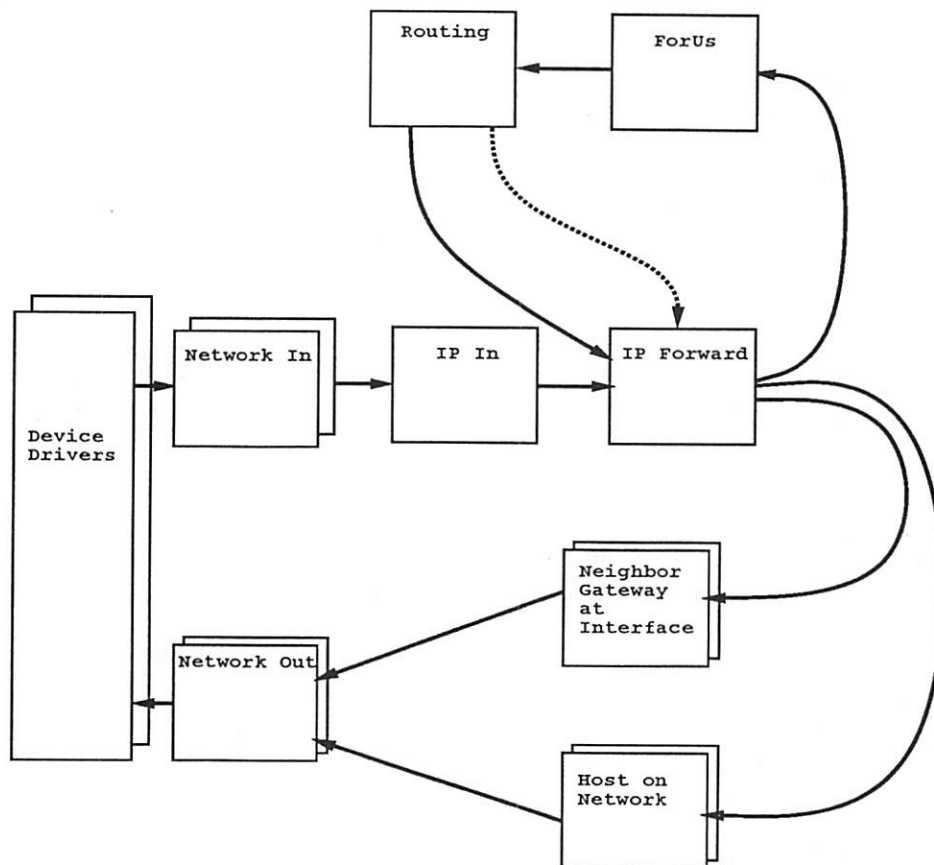 Routing
ForUs
Network In
IP In
IP Forward
Device
Drivers
Neighbor
Gateway
at
Interface
Network Out
Host on
Network